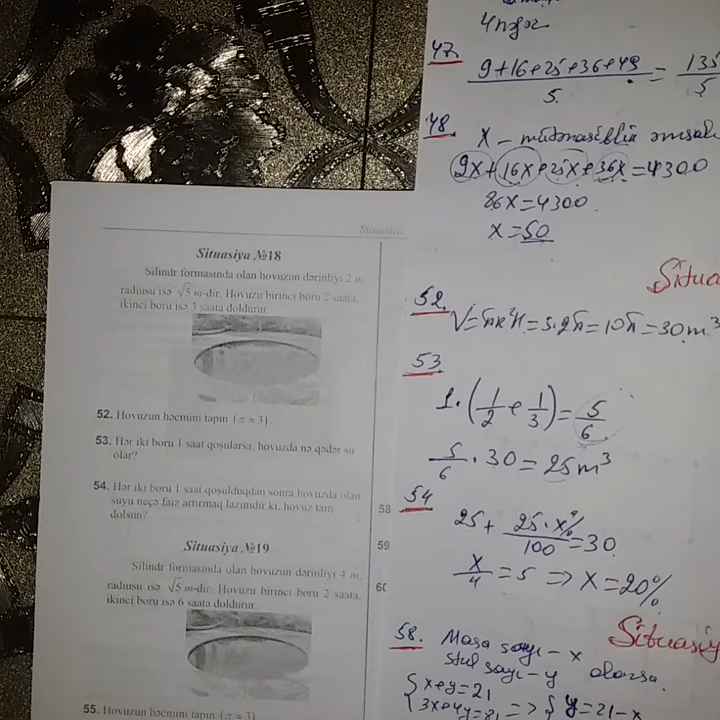 47
9+16+25+36+49 / 5 = 135 / 5
48. x – mütənasiblik əmsalı
9x+16x+25x+36x=4300
86x=4300.
x=50
Situasiya
Situasiya №18
Silindr formasında olan hovuzun dərinliyi 2 m,
radiusu isə √5 m-dir. Hovuzu birinci boru 2 saata,
ikinci boru isə 3 saata doldurur.
52. Hovuzun həcmini tapın (π ≈ 3).
53. Hər iki boru 1 saat qoşularsa, hovuzda nə qədər su
olar?
54. Hər iki boru 1 saat qoşulduqdan sonra hovuzda olan
suyu neçə faiz artırmaq lazımdır ki, hovuz tam
dolsun?
58
59
60
Situasiya №19
Silindr formasında olan hovuzun dərinliyi 4 m,
radiusu isə √5 m-dir. Hovuzu birinci boru 2 saata,
ikinci boru isə 6 saata doldurur.
55. Hovuzun həcmini tapın (π ≈ 3).
Situa
52. V=πR²H=5·2π=10π=30m³
53
1·(1/2+1/3)=5/6
5/6·30=25m³
54
25+25·x%/100=30
x/4=5 => x=20%
Situasiy
58. Masa sayı – x
Stul sayı – y olarsa.
{x+y=21
3x+4y=81 => {y=21-x